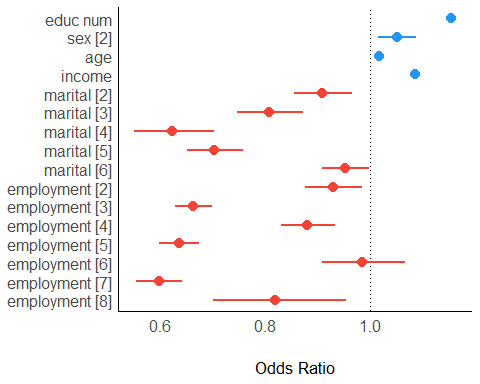 educ num
sex [2]
age
income
marital [2]
marital [3]
marital [4]
marital [5]
marital [6]
employment [2]
employment [3]
employment [4]
employment [5]
employment [6]
employment [7]
employment [8]
0.6 0.8 1.0
Odds Ratio